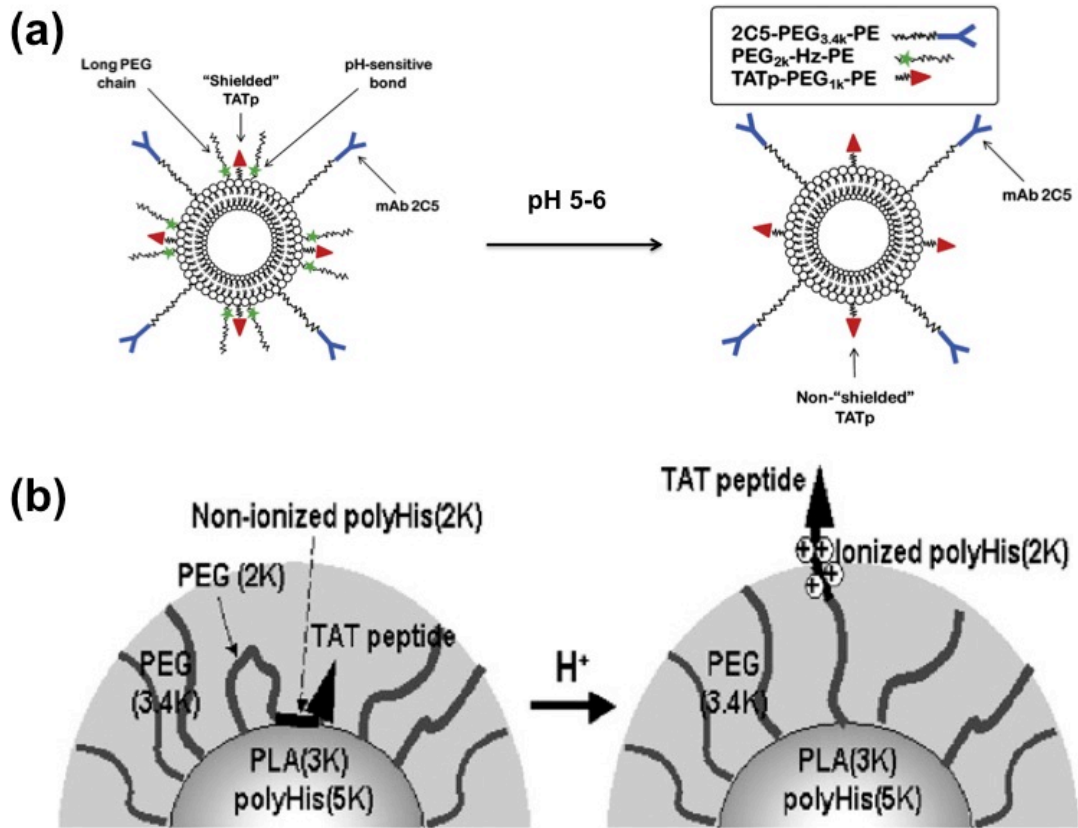 (a)
Long PEG
chain
“Shielded”
TATp
pH-sensitive
bond
mAb 2C5
pH 5-6
2C5-PEG3.4k-PE
PEG2k-Hz-PE
TATp-PEG1k-PE
mAb 2C5
Non-“shielded”
TATp
(b)
Non-ionized polyHis(2K)
PEG (2K)
TAT peptide
PEG
(3.4K)
PLA(3K)
polyHis(5K)
H+
TAT peptide
++ Ionized polyHis(2K)
+
+
PEG
(3.4K)
PLA(3K)
polyHis(5K)